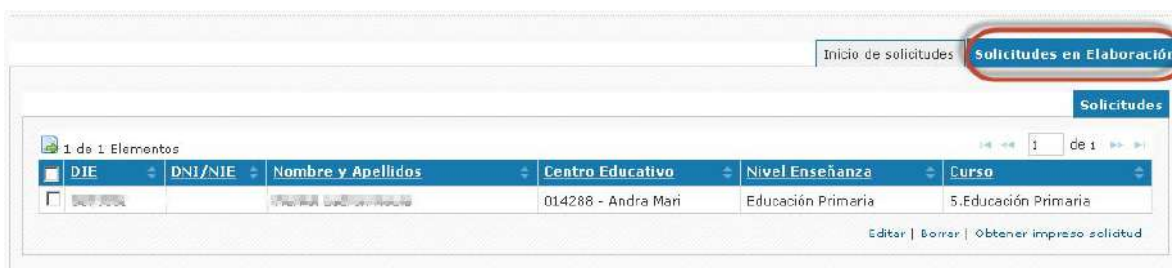 Inicio de solicitudes Solicitudes en Elaboración
Solicitudes
1 de 1 Elementos 1 de 1
DIE DNI/NIE Nombre y Apellidos Centro Educativo Nivel Enseñanza Curso
014288 - Andra Mari Educación Primaria 5.Educación Primaria
Editar | Borrar | Obtener impreso solicitud